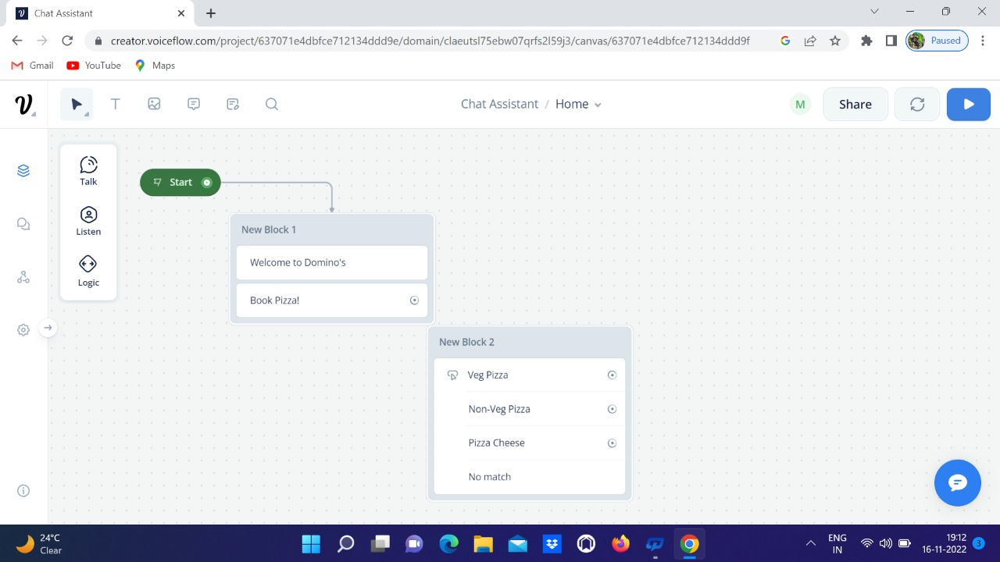 Chat Assistant
creator.voiceflow.com/project/637071e4dbfce712134ddd9e/domain/claeutsl75ebw07qrfs2l59j3/canvas/637071e4dbfce712134ddd9f
Paused
Gmail
YouTube
Maps
Chat Assistant / Home
M
Share
Talk
Listen
Logic
Start
New Block 1
Welcome to Domino's
Book Pizza!
New Block 2
Veg Pizza
Non-Veg Pizza
Pizza Cheese
No match
24°C
Clear
ENG
IN
19:12
16-11-2022
3